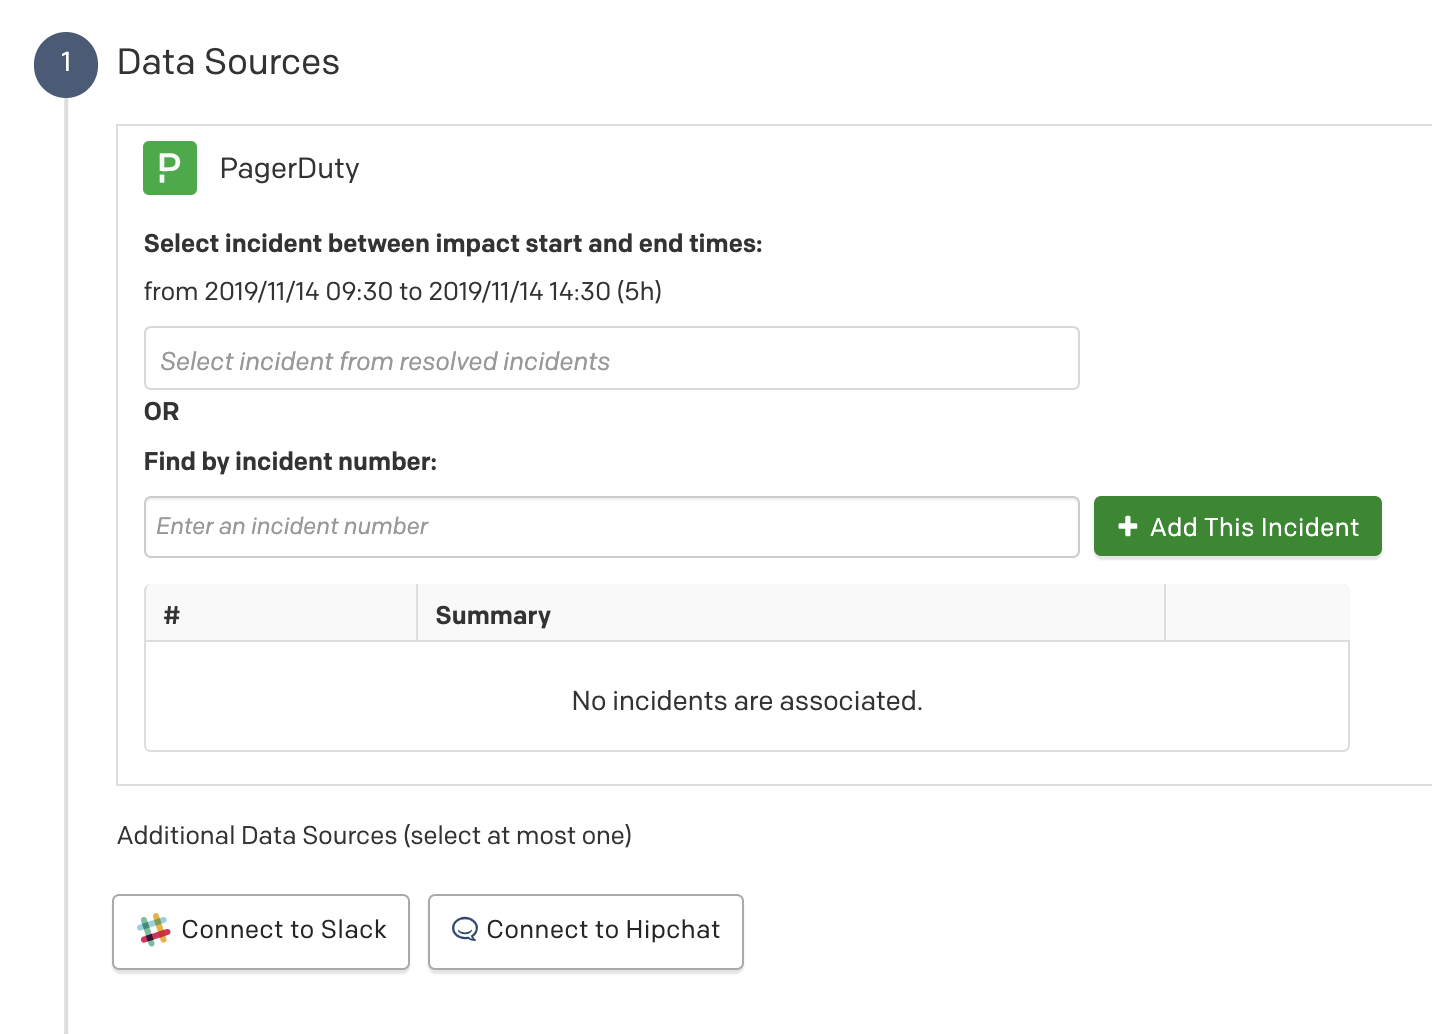 1
Data Sources
P
PagerDuty
Select incident between impact start and end times:
from 2019/11/14 09:30 to 2019/11/14 14:30 (5h)
Select incident from resolved incidents
OR
Find by incident number:
Enter an incident number
+ Add This Incident
# Summary
No incidents are associated.
Additional Data Sources (select at most one)
Connect to Slack Connect to Hipchat